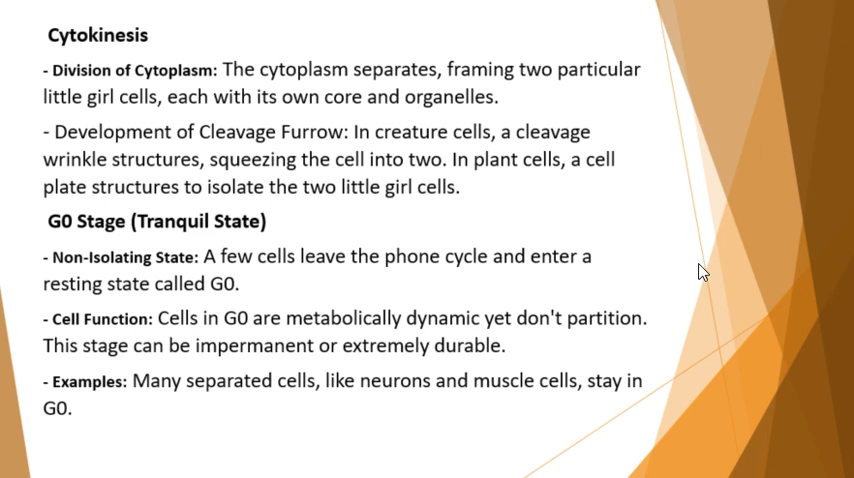 Cytokinesis
- Division of Cytoplasm: The cytoplasm separates, framing two particular
little girl cells, each with its own core and organelles.
- Development of Cleavage Furrow: In creature cells, a cleavage
wrinkle structures, squeezing the cell into two. In plant cells, a cell
plate structures to isolate the two little girl cells.
G0 Stage (Tranquil State)
- Non-Isolating State: A few cells leave the phone cycle and enter a
resting state called G0.
- Cell Function: Cells in G0 are metabolically dynamic yet don't partition.
This stage can be impermanent or extremely durable.
- Examples: Many separated cells, like neurons and muscle cells, stay in
G0.